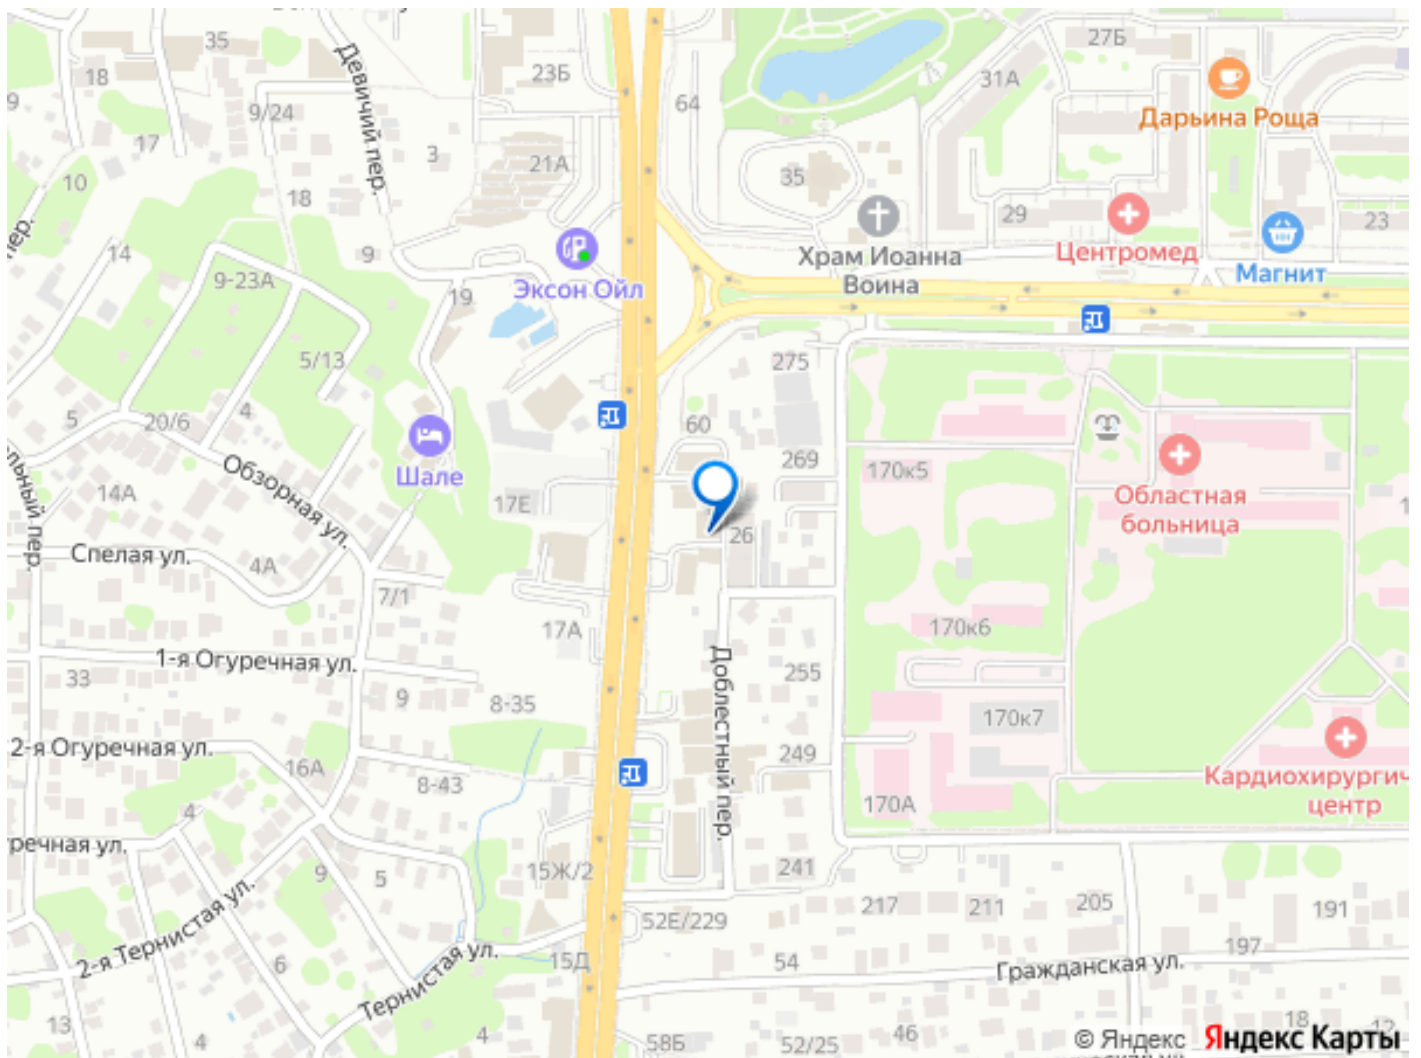 35
Девичий пер.
23Б
27Б
18
31А
Дарьина Роща
9
9/24
64
17
3
21А
35
10
18
29
23
Храм Иоанна
Воина
Центромед
Магнит
пер.
14
9
9-23А
19
Эксон Ойл
5/13
275
5
20/6
4
60
Шале
269
170к5
Областная
больница
Обзорная ул.
14А
17Е
26
Спелая ул.
4А
7/1
17А
170к6
1-я Огуречная ул.
33
9
8-35
Доблестный пер.
255
170к7
2-я Огуречная ул.
16А
8-43
249
Кардиохирургич
центр
170А
4
речная ул.
9
5
15Ж/2
241
217
211
205
191
52Е/229
2-я Тернистая ул.
197
6
Тернистая ул.
15Д
54
Гражданская ул.
13
4
4
58Б
52/25
46
18
12
© Яндекс
Яндекс Карты